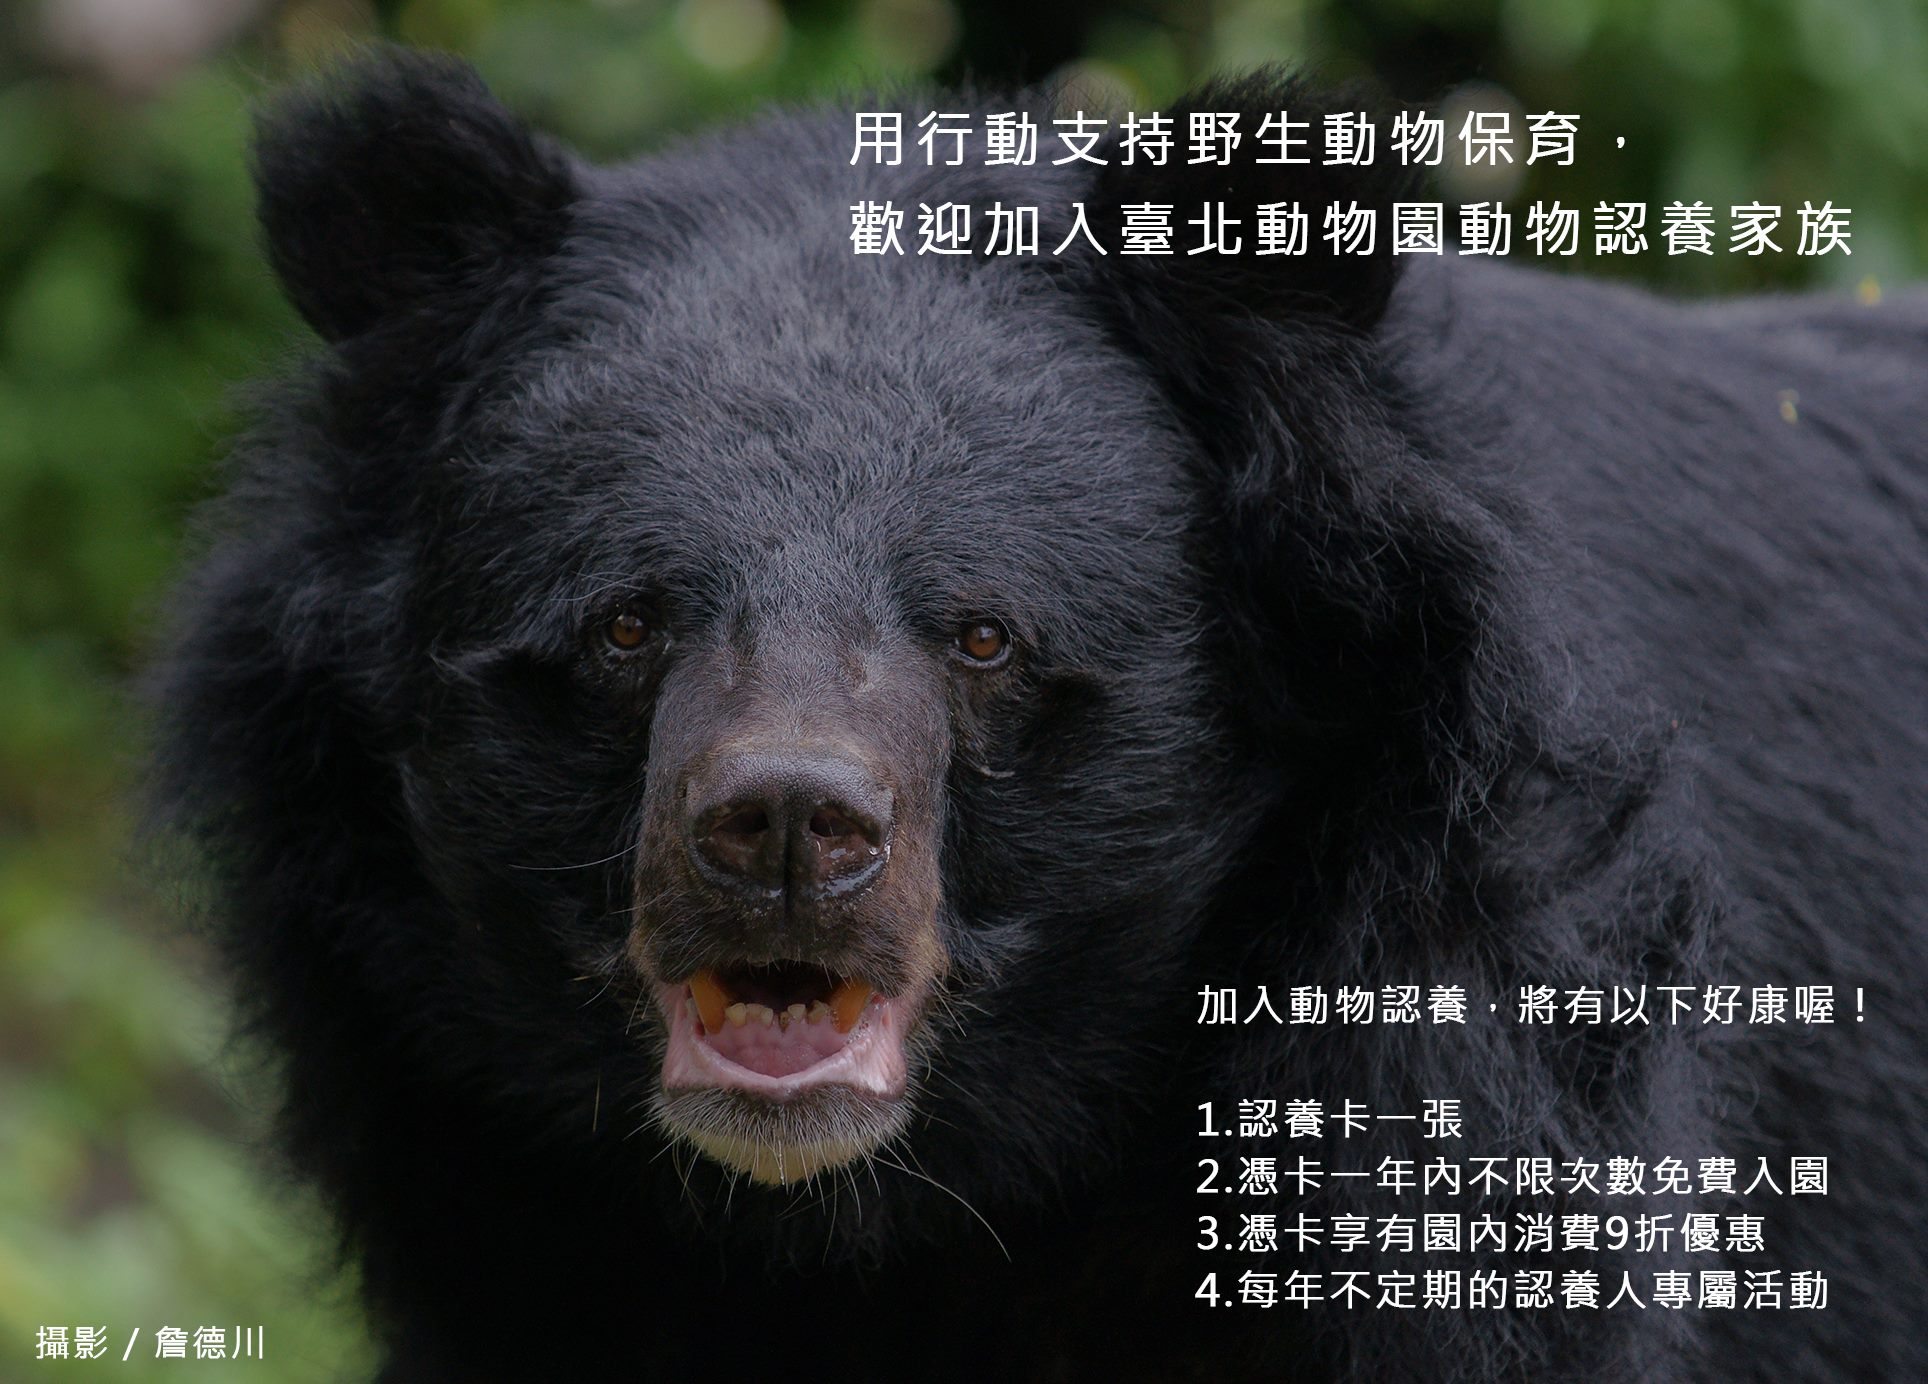 用行動支持野生動物保育，
歡迎加入臺北動物園動物認養家族
加入動物認養，將有以下好康喔！
1.認養卡一張
2.憑卡一年內不限次數免費入園
3.憑卡享有園內消費9折優惠
4.每年不定期的認養人專屬活動
攝影 / 詹德川